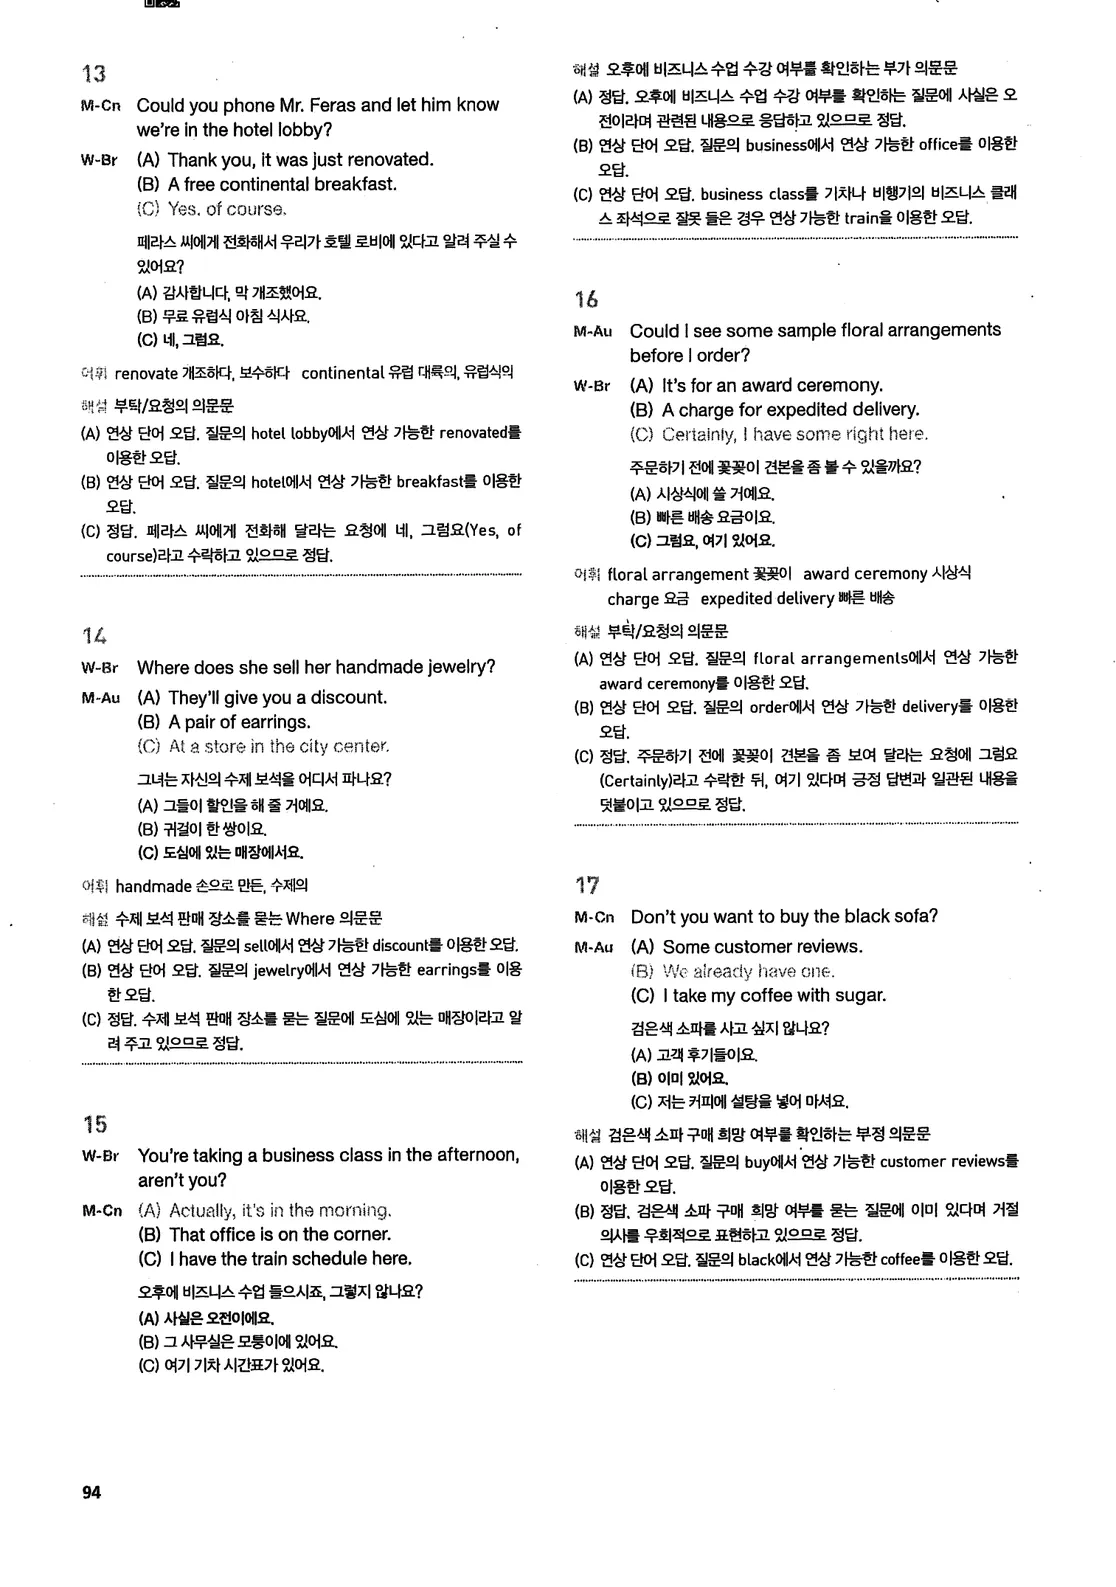 13
M-Cn Could you phone Mr. Feras and let him know
we're in the hotel lobby?
W-Br (A) Thank you, it was just renovated.
(B) A free continental breakfast.
(C) Yes, of course.
페라스 씨에게 전화해서 우리가 호텔 로비에 있다고 알려 주실 수
있어요?
(A) 감사합니다, 막 개조했어요.
(B) 무료 유럽식 아침 식사요.
(C) 네, 그럼요.
어휘 renovate 개조하다, 보수하다 continental 유럽 대륙의, 유럽식의
해설 부탁/요청의 의문문
(A) 연상 단어 오답. 질문의 hotel lobby에서 연상 가능한 renovated를
이용한 오답.
(B) 연상 단어 오답. 질문의 hotel에서 연상 가능한 breakfast를 이용한
오답.
(C) 정답. 페라스 씨에게 전화해 달라는 요청에 네, 그럼요(Yes, of
course)라고 수락하고 있으므로 정답.
14
W-Br Where does she sell her handmade jewelry?
M-Au (A) They'll give you a discount.
(B) A pair of earrings.
(C) At a store in the city center.
그녀는 자신의 수제 보석을 어디서 파나요?
(A) 그들이 할인을 해 줄 거예요.
(B) 귀걸이 한 쌍이요.
(C) 도심에 있는 매장에서요.
어휘 handmade 손으로 만든, 수제의
해설 수제 보석 판매 장소를 묻는 Where 의문문
(A) 연상 단어 오답. 질문의 sell에서 연상 가능한 discount를 이용한 오답.
(B) 연상 단어 오답. 질문의 jewelry에서 연상 가능한 earrings를 이용
한 오답.
(C) 정답. 수제 보석 판매 장소를 묻는 질문에 도심에 있는 매장이라고 알
려 주고 있으므로 정답.
15
W-Br You're taking a business class in the afternoon,
aren't you?
M-Cn (A) Actually, it's in the morning.
(B) That office is on the corner.
(C) I have the train schedule here.
오후에 비즈니스 수업 들으시죠, 그렇지 않나요?
(A) 사실은 오전이에요.
(B) 그 사무실은 모퉁이에 있어요.
(C) 여기 기차 시간표가 있어요.
94
해설 오후에 비즈니스 수업 수강 여부를 확인하는 부가 의문문
(A) 정답. 오후에 비즈니스 수업 수강 여부를 확인하는 질문에 사실은 오
전이라며 관련된 내용으로 응답하고 있으므로 정답.
(B) 연상 단어 오답. 질문의 business에서 연상 가능한 office를 이용한
오답.
(C) 연상 단어 오답. business class를 기차나 비행기의 비즈니스 클래
스 좌석으로 잘못 들은 경우 연상 가능한 train을 이용한 오답.
16
M-Au Could I see some sample floral arrangements
before I order?
W-Br (A) It's for an award ceremony.
(B) A charge for expedited delivery.
(C) Certainly, I have some right here.
주문하기 전에 꽃꽂이 견본을 좀 볼 수 있을까요?
(A) 시상식에 쓸 거예요.
(B) 빠른 배송 요금이요.
(C) 그럼요, 여기 있어요.
어휘 floral arrangement 꽃꽂이 award ceremony 시상식
charge 요금 expedited delivery 빠른 배송
해설 부탁/요청의 의문문
(A) 연상 단어 오답. 질문의 floral arrangements에서 연상 가능한
award ceremony를 이용한 오답.
(B) 연상 단어 오답. 질문의 order에서 연상 가능한 delivery를 이용한
오답.
(C) 정답. 주문하기 전에 꽃꽂이 견본을 좀 보여 달라는 요청에 그럼요
(Certainly)라고 수락한 뒤, 여기 있다며 긍정 답변과 일관된 내용을
덧붙이고 있으므로 정답.
17
M-Cn Don't you want to buy the black sofa?
M-Au (A) Some customer reviews.
(B) We already have one.
(C) I take my coffee with sugar.
검은색 소파를 사고 싶지 않나요?
(A) 고객 후기들이요.
(B) 이미 있어요.
(C) 저는 커피에 설탕을 넣어 마셔요.
해설 검은색 소파 구매 희망 여부를 확인하는 부정 의문문
(A) 연상 단어 오답. 질문의 buy에서 연상 가능한 customer reviews를
이용한 오답.
(B) 정답. 검은색 소파 구매 희망 여부를 묻는 질문에 이미 있다며 거절
의사를 우회적으로 표현하고 있으므로 정답.
(C) 연상 단어 오답. 질문의 black에서 연상 가능한 coffee를 이용한 오답.